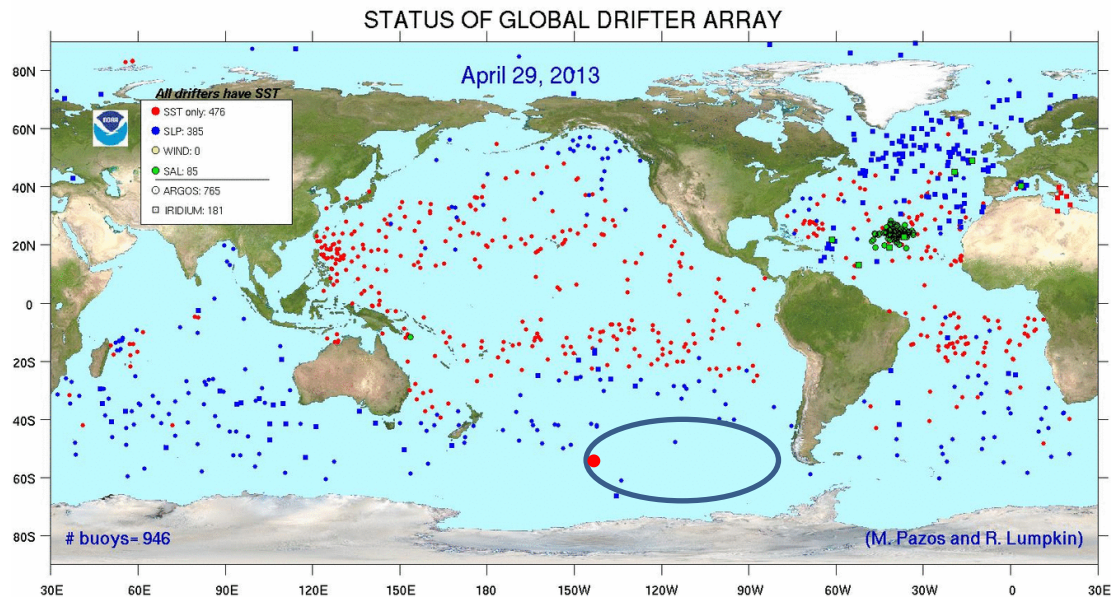 STATUS OF GLOBAL DRIFTER ARRAY
April 29, 2013
All drifters have SST
SST only: 476
SLP: 385
WIND: 0
SAL: 85
ARGOS: 765
IRIDIUM: 181
NOAA
80N
60N
40N
20N
0
20S
40S
60S
80S
# buoys= 946
(M. Pazos and R. Lumpkin)
30E 60E 90E 120E 150E 180 150W 120W 90W 60W 30W 0 30E